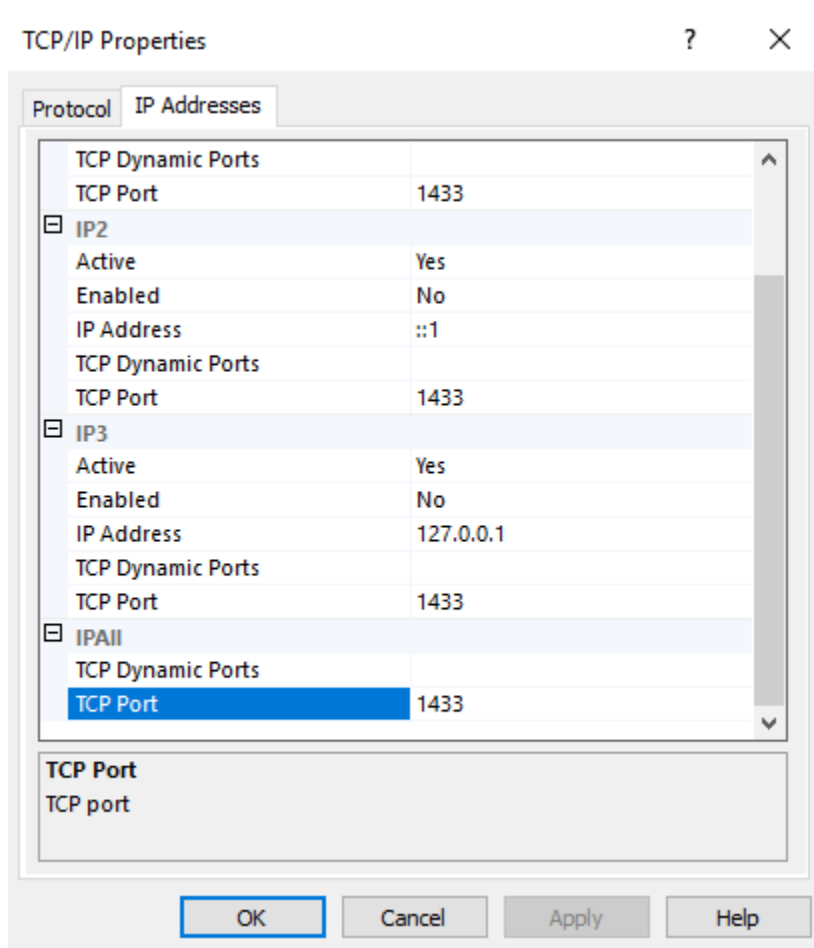 TCP/IP Properties ? ×
Protocol IP Addresses
TCP Dynamic Ports
TCP Port 1433
IP2
Active Yes
Enabled No
IP Address ::1
TCP Dynamic Ports
TCP Port 1433
IP3
Active Yes
Enabled No
IP Address 127.0.0.1
TCP Dynamic Ports
TCP Port 1433
IPAll
TCP Dynamic Ports
TCP Port 1433
TCP Port
TCP port
OK Cancel Apply Help